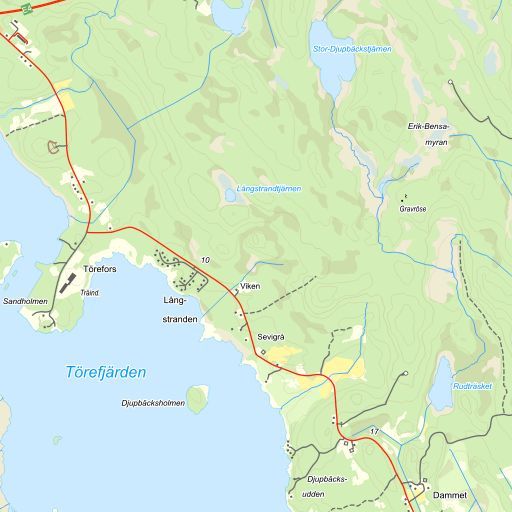 Stor-Djupbäckstjärnen
Erik-Bensa-
myran
Långstrandtjärnen
Gravröse
10
Törefors
Träind.
Sandholmen
Viken
Lång-
stranden
Sevigrå
Törefjärden
Rudträsket
Djupbäcksholmen
17
Djupbäcks-
udden
Dammet